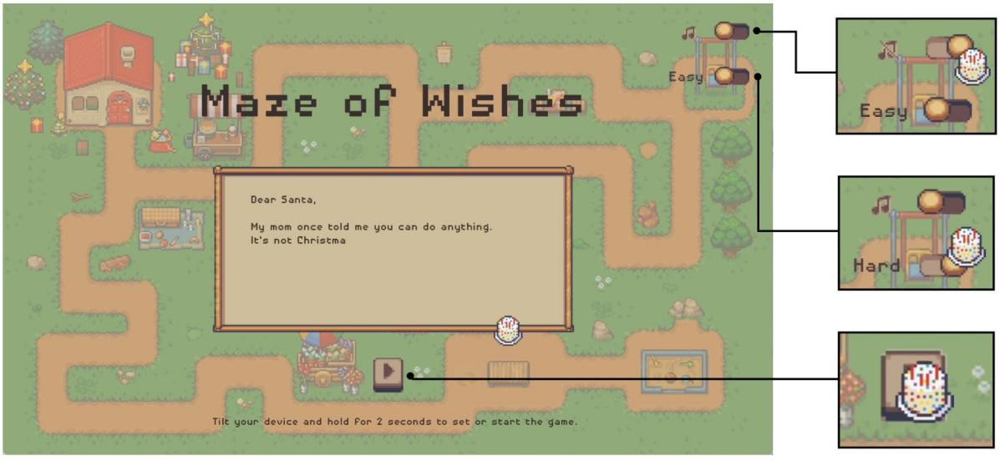 Easy
Maze of Wishes
Dear Santa,
My mom once told me you can do anything.
It's not Christma
Tilt your device and hold for 2 seconds to set or start the game.
Easy
Hard